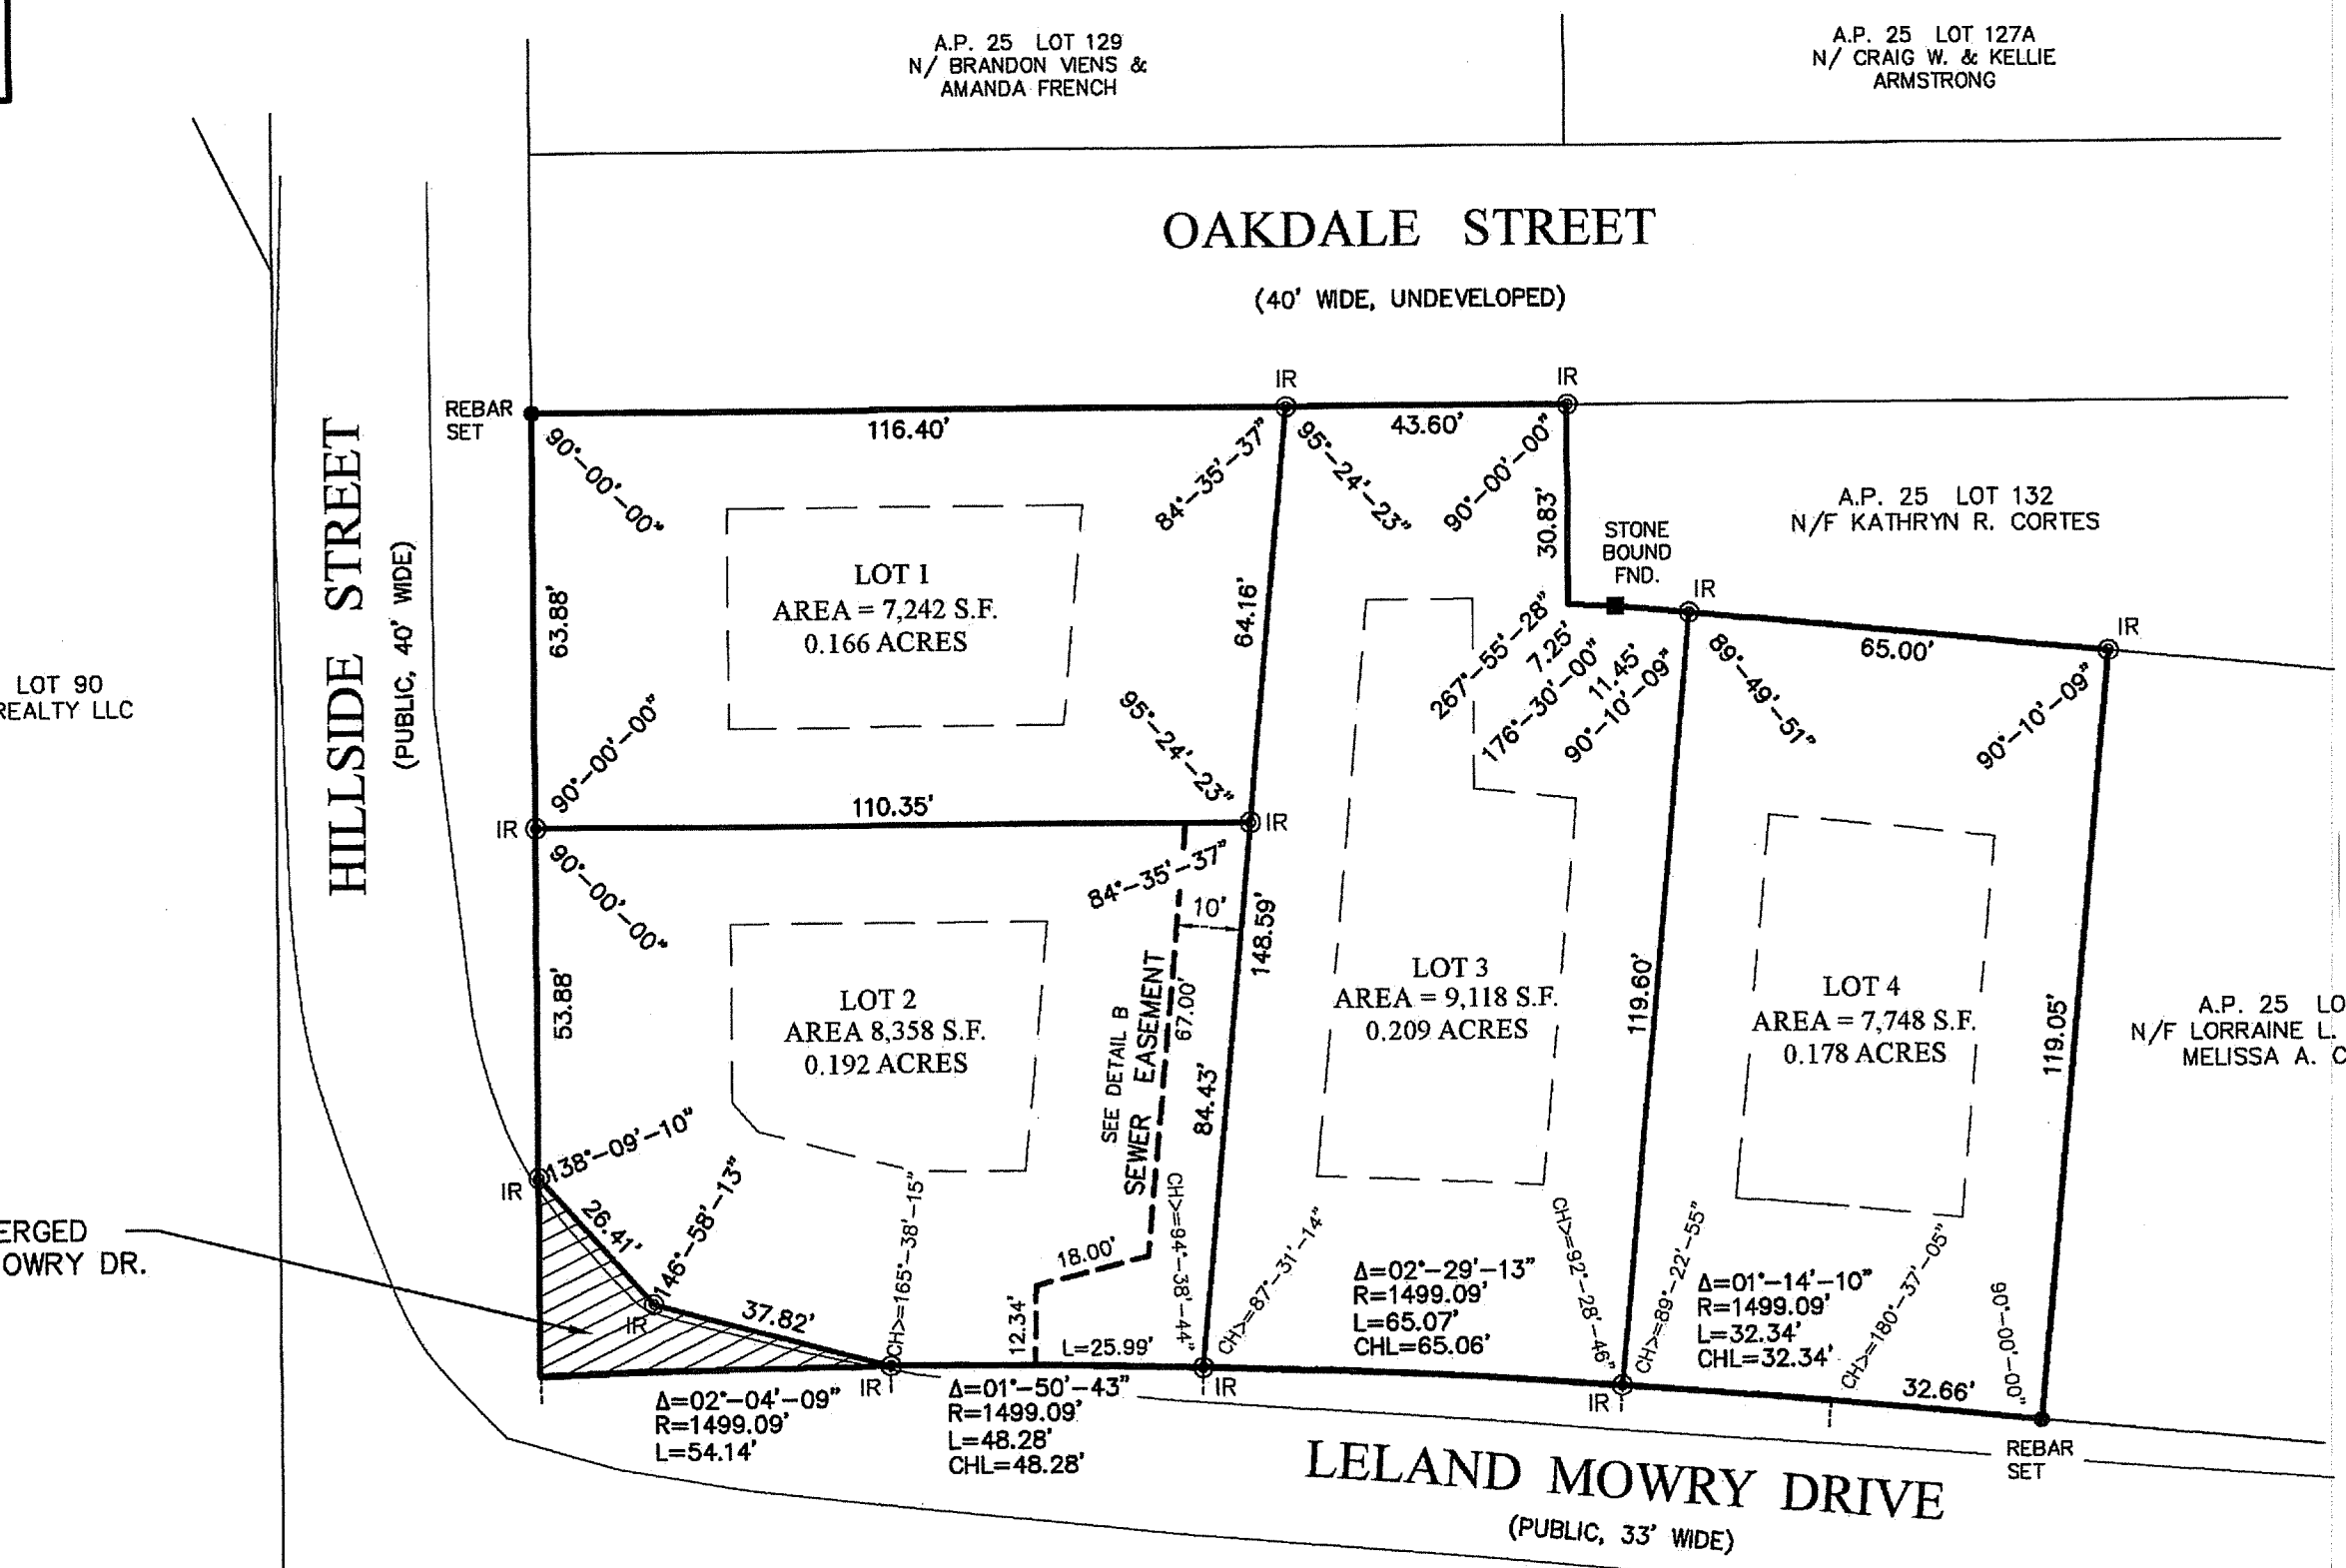 A.P. 25 LOT 129
N/ BRANDON VIENS &
AMANDA FRENCH
A.P. 25 LOT 127A
N/ CRAIG W. & KELLIE
ARMSTRONG
OAKDALE STREET
(40' WIDE, UNDEVELOPED)
REBAR
SET
IR
IR
116.40'
43.60'
90°-00'-00"
84°-35'-37"
95°-24'-23"
90°-00'-00"
30.83'
A.P. 25 LOT 132
N/F KATHRYN R. CORTES
STONE
BOUND
FND.
IR
IR
HILLSIDE STREET
(PUBLIC, 40' WIDE)
63.88'
LOT 1
AREA = 7,242 S.F.
0.166 ACRES
64.16'
267°-55'-28"
7.25'
176°-30'-00"
11.45'
90°-10'-09"
89°-49'-51"
65.00'
90°-10'-09"
LOT 90
REALTY LLC
90°-00'-00"
95°-24'-23"
110.35'
IR
IR
90°-00'-00"
84°-35'-37"
10'
148.59'
53.88'
LOT 2
AREA 8,358 S.F.
0.192 ACRES
SEE DETAIL B
SEWER EASEMENT
67.00'
84.43'
LOT 3
AREA = 9,118 S.F.
0.209 ACRES
119.60'
LOT 4
AREA = 7,748 S.F.
0.178 ACRES
119.05'
A.P. 25 LO
N/F LORRAINE L.
MELISSA A. C
IR
138°-09'-10"
26.41'
146°-58'-13"
IR
37.82'
CH>=165°-38'-15"
18.00'
12.34'
L=25.99'
CH>=94°-38'-44"
CH>=87°-31'-14"
Δ=02°-29'-13"
R=1499.09'
L=65.07'
CHL=65.06'
CH>=92°-28'-46"
CH>=89°-22'-55"
Δ=01°-14'-10"
R=1499.09'
L=32.34'
CHL=32.34'
CH>=180°-37'-05"
90°-00'-00"
32.66'
ERGED
OWRY DR.
IR
IR
IR
Δ=02°-04'-09"
R=1499.09'
L=54.14'
Δ=01°-50'-43"
R=1499.09'
L=48.28'
CHL=48.28'
REBAR
SET
LELAND MOWRY DRIVE
(PUBLIC, 33' WIDE)